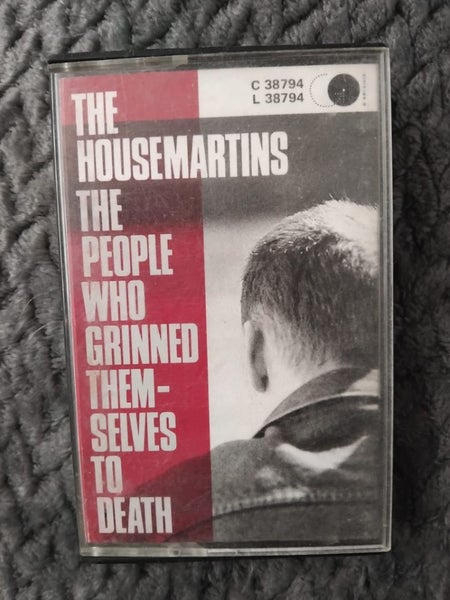 C 38794
L 38794
THE
HOUSEMARTINS
THE
PEOPLE
WHO
GRINNED
THEM-
SELVES
TO
DEATH